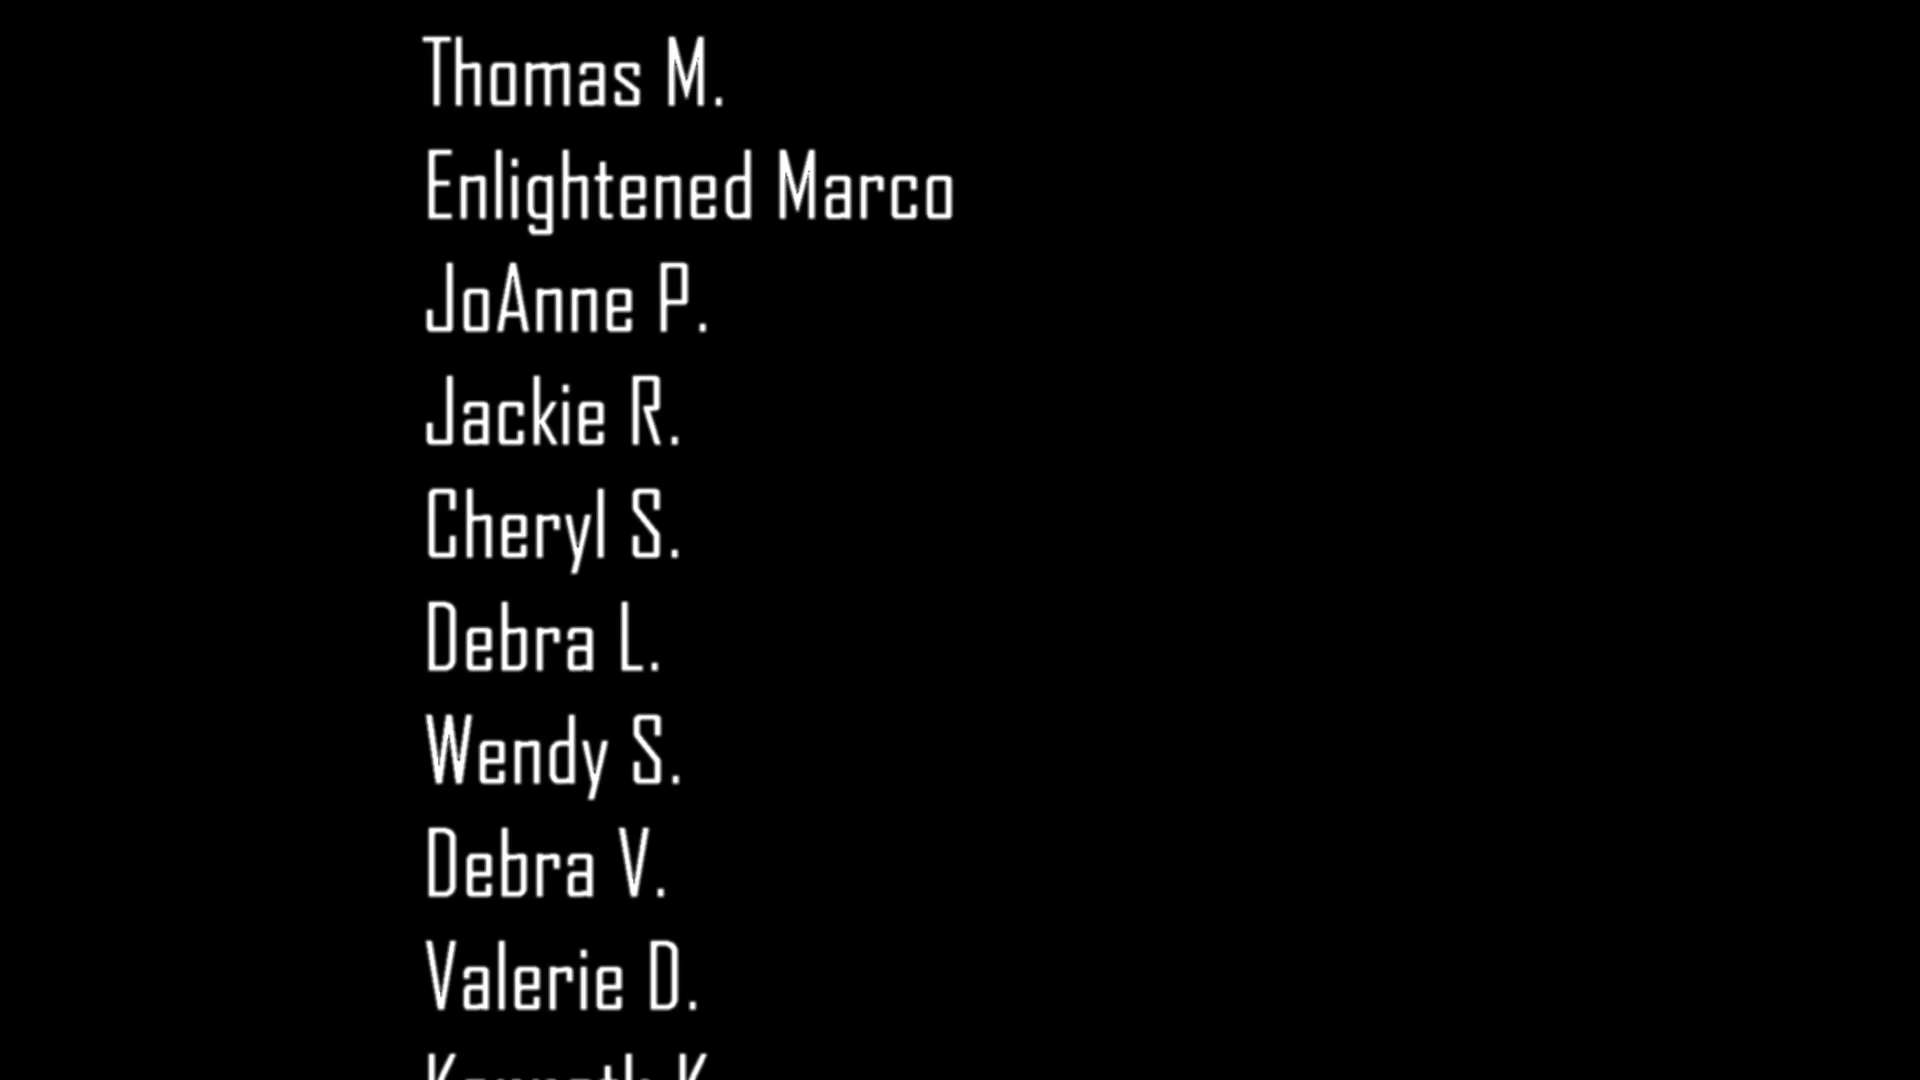 Thomas M.
Enlightened Marco
JoAnne P.
Jackie R.
Cheryl S.
Debra L.
Wendy S.
Debra V.
Valerie D.